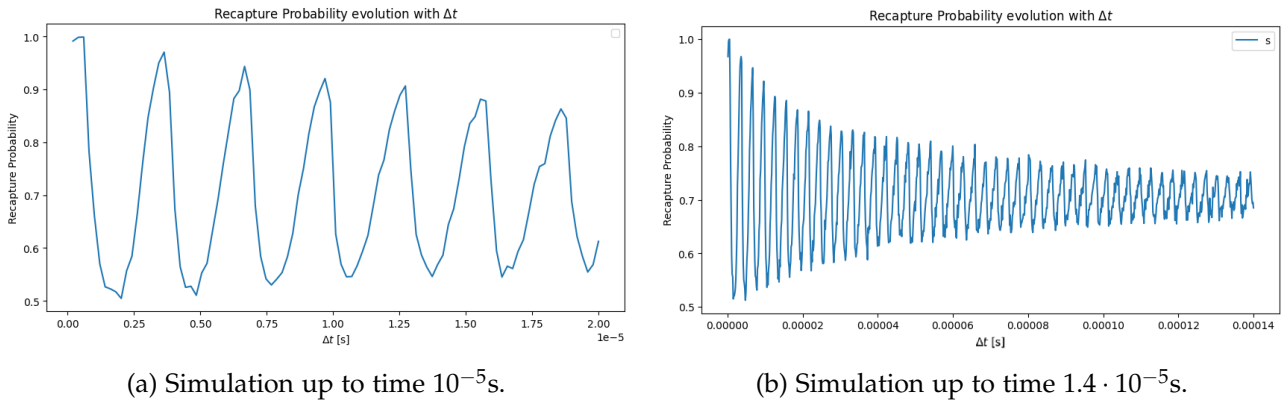 Recapture Probability evolution with Δt
Recapture Probability
1.0
0.9
0.8
0.7
0.6
0.5
0.00
0.25
0.50
0.75
1.00
1.25
1.50
1.75
2.00
1e−5
Δt [s]
(a) Simulation up to time 10⁻⁵s.
Recapture Probability evolution with Δt
s
Recapture Probability
1.0
0.9
0.8
0.7
0.6
0.5
0.00000
0.00002
0.00004
0.00006
0.00008
0.00010
0.00012
0.00014
Δt [s]
(b) Simulation up to time 1.4 · 10⁻⁵s.